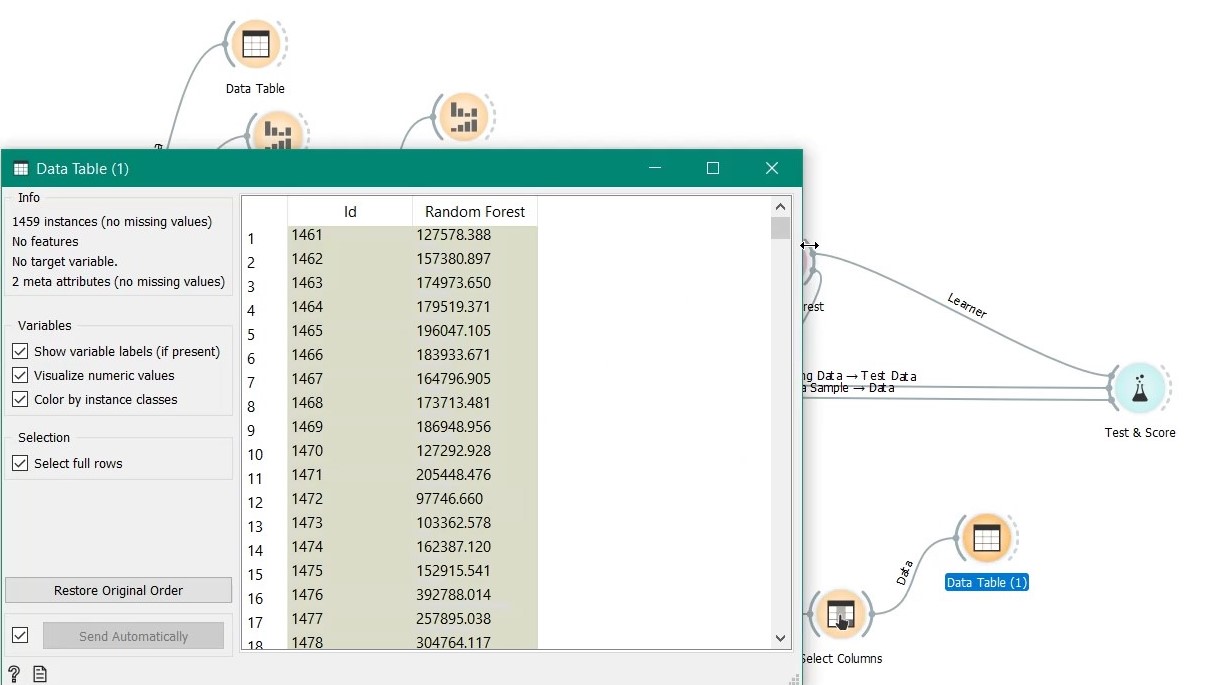 Data Table
a
Data Table (1)
Info
1459 instances (no missing values)
No features
No target variable.
2 meta attributes (no missing values)
Variables
Show variable labels (if present)
Visualize numeric values
Color by instance classes
Selection
Select full rows
Restore Original Order
Send Automatically
?
Id Random Forest
1 1461 127578.388
2 1462 157380.897
3 1463 174973.650
4 1464 179519.371
5 1465 196047.105
6 1466 183933.671
7 1467 164796.905
8 1468 173713.481
9 1469 186948.956
10 1470 127292.928
11 1471 205448.476
12 1472 97746.660
13 1473 103362.578
14 1474 162387.120
15 1475 152915.541
16 1476 392788.014
17 1477 257895.038
18 1478 304764.117
rest
Learner
ng Data → Test Data
a Sample → Data
Test & Score
Data
Data Table (1)
Select Columns